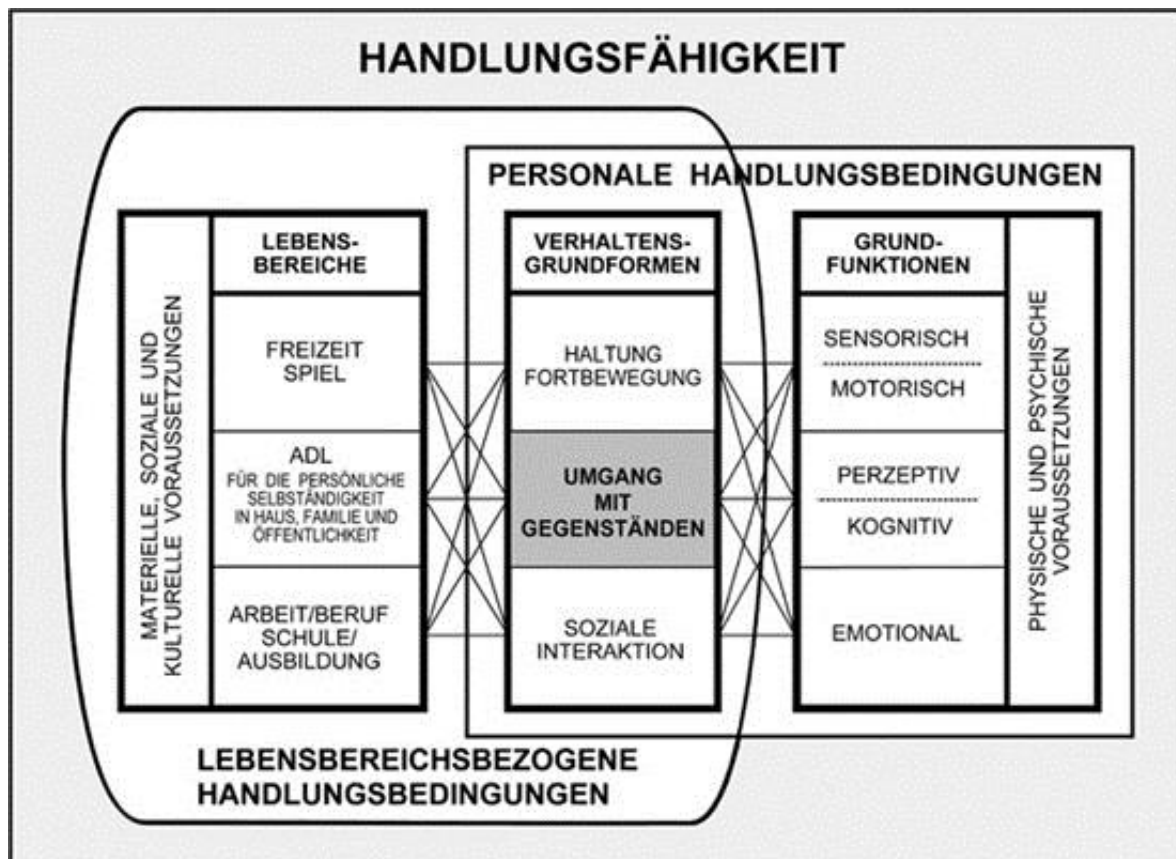 HANDLUNGSFÄHIGKEIT
PERSONALE HANDLUNGSBEDINGUNGEN
MATERIELLE, SOZIALE UND
KULTURELLE VORAUSSETZUNGEN
LEBENS-
BEREICHE
FREIZEIT
SPIEL
ADL
FÜR DIE PERSÖNLICHE
SELBSTÄNDIGKEIT
IN HAUS, FAMILIE UND
ÖFFENTLICHKEIT
ARBEIT/BERUF
SCHULE/
AUSBILDUNG
VERHALTENS-
GRUNDFORMEN
HALTUNG
FORTBEWEGUNG
UMGANG
MIT
GEGENSTÄNDEN
SOZIALE
INTERAKTION
GRUND-
FUNKTIONEN
SENSORISCH
MOTORISCH
PERZEPTIV
KOGNITIV
EMOTIONAL
PHYSISCHE UND PSYCHISCHE
VORAUSSETZUNGEN
LEBENSBEREICHSBEZOGENE
HANDLUNGSBEDINGUNGEN